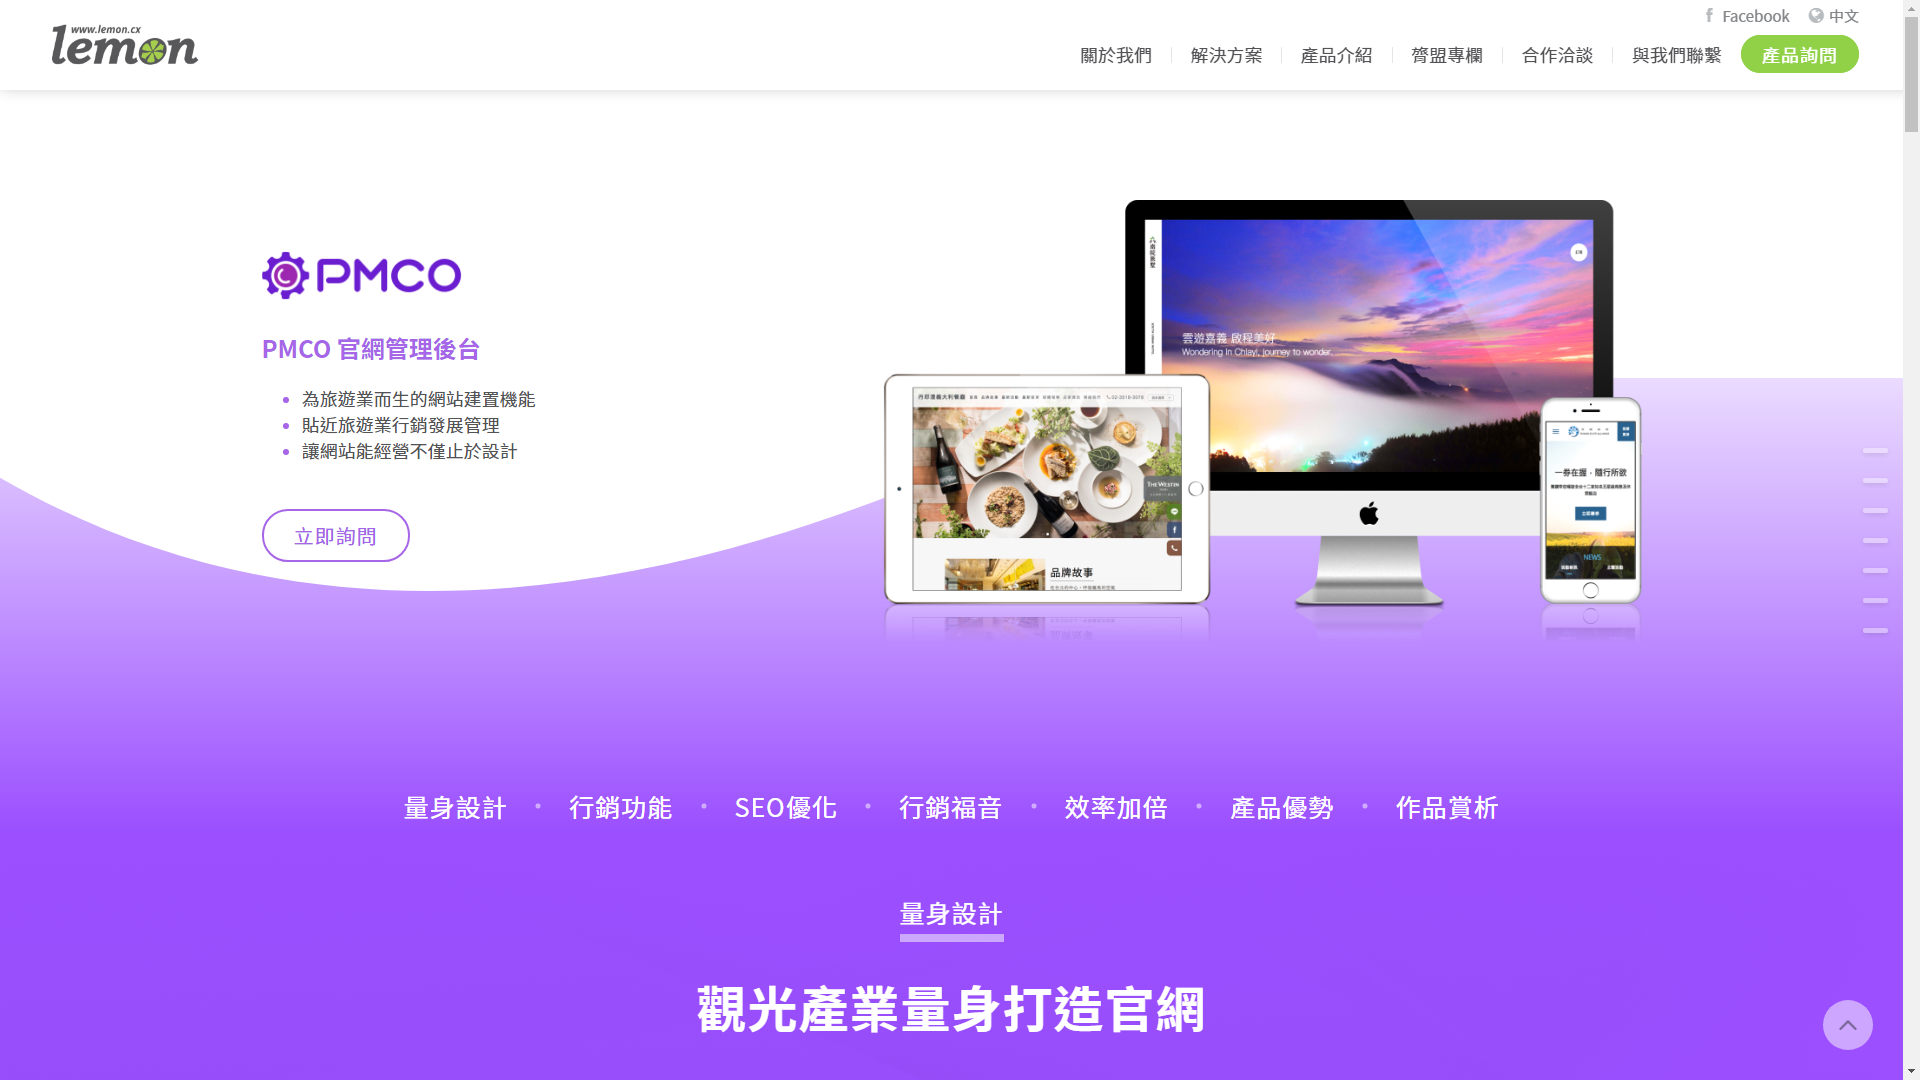 www.lemon.cx
lemon
Facebook
中文
關於我們
解決方案
產品介紹
膂盟專欄
合作洽談
與我們聯繫
產品詢問
PMCO
PMCO 官網管理後台
為旅遊業而生的網站建置機能
貼近旅遊業行銷發展管理
讓網站能經營不僅止於設計
立即詢問
雲遊嘉義 啟程美好
Wondering in Chiayi, journey to wonder.
EN
THE WESTIN
品牌故事
一券在握，隨行所欲
立即購券
NEWS
量身設計
行銷功能
SEO優化
行銷福音
效率加倍
產品優勢
作品賞析
量身設計
觀光產業量身打造官網